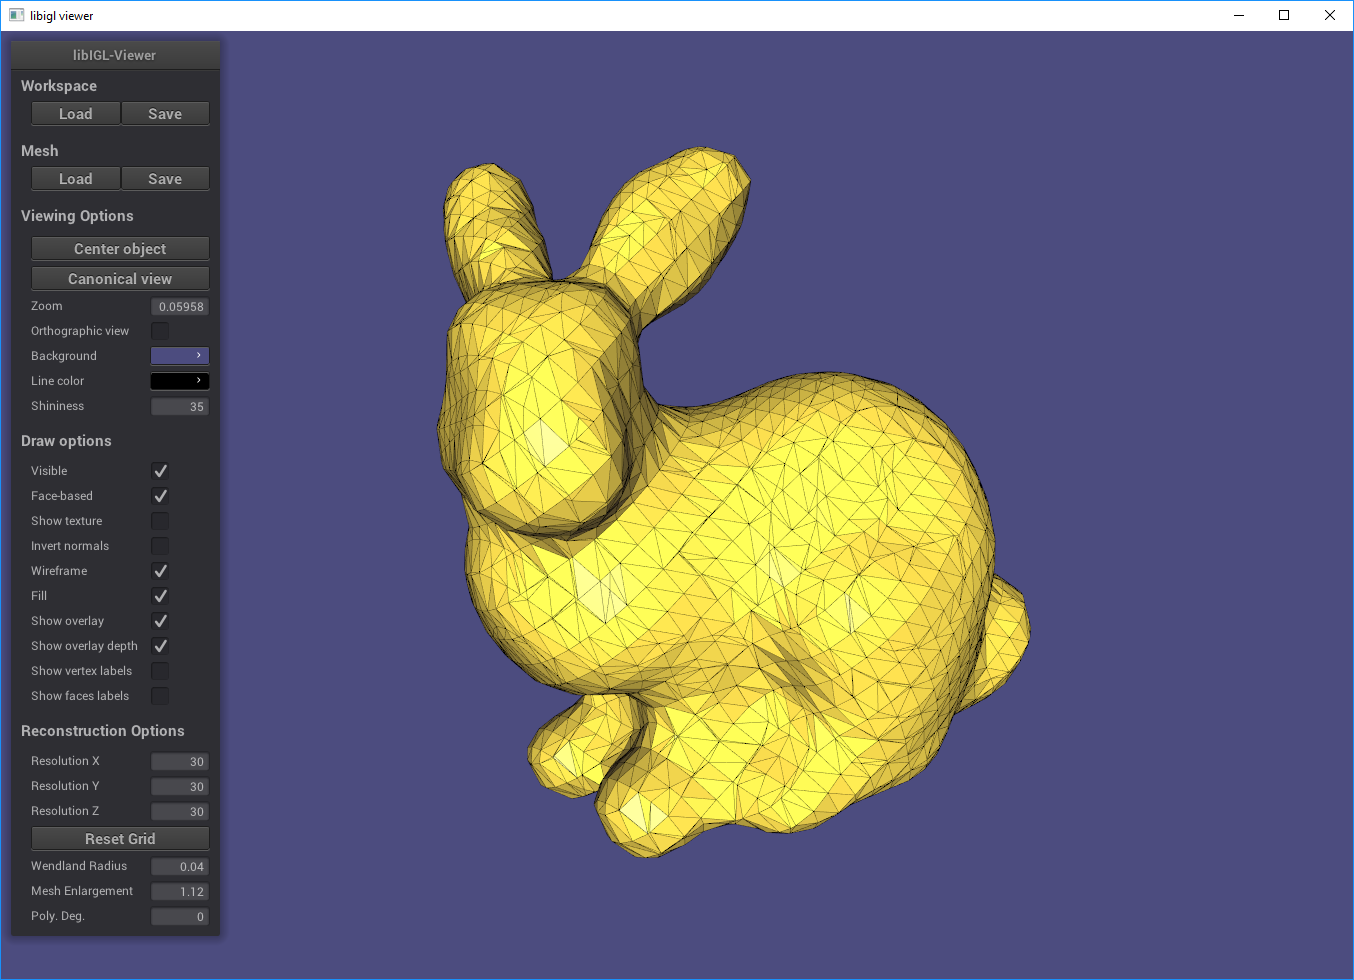 libigl viewer
libIGL-Viewer
Workspace
Load Save
Mesh
Load Save
Viewing Options
Center object
Canonical view
Zoom 0.05958
Orthographic view
Background
Line color
Shininess 35
Draw options
Visible
Face-based
Show texture
Invert normals
Wireframe
Fill
Show overlay
Show overlay depth
Show vertex labels
Show faces labels
Reconstruction Options
Resolution X 30
Resolution Y 30
Resolution Z 30
Reset Grid
Wendland Radius 0.04
Mesh Enlargement 1.12
Poly. Deg. 0